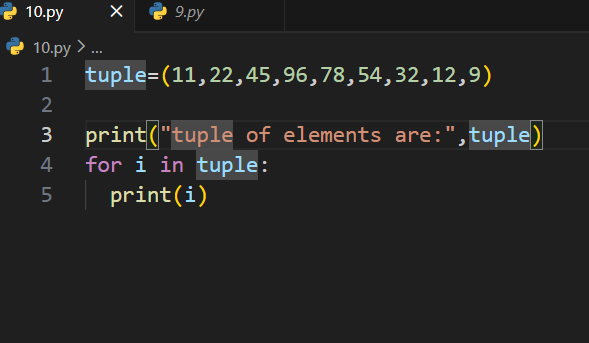 10.py × 9.py
10.py > ...
1 tuple=(11,22,45,96,78,54,32,12,9)
2
3 print("tuple of elements are:",tuple)
4 for i in tuple:
5   print(i)